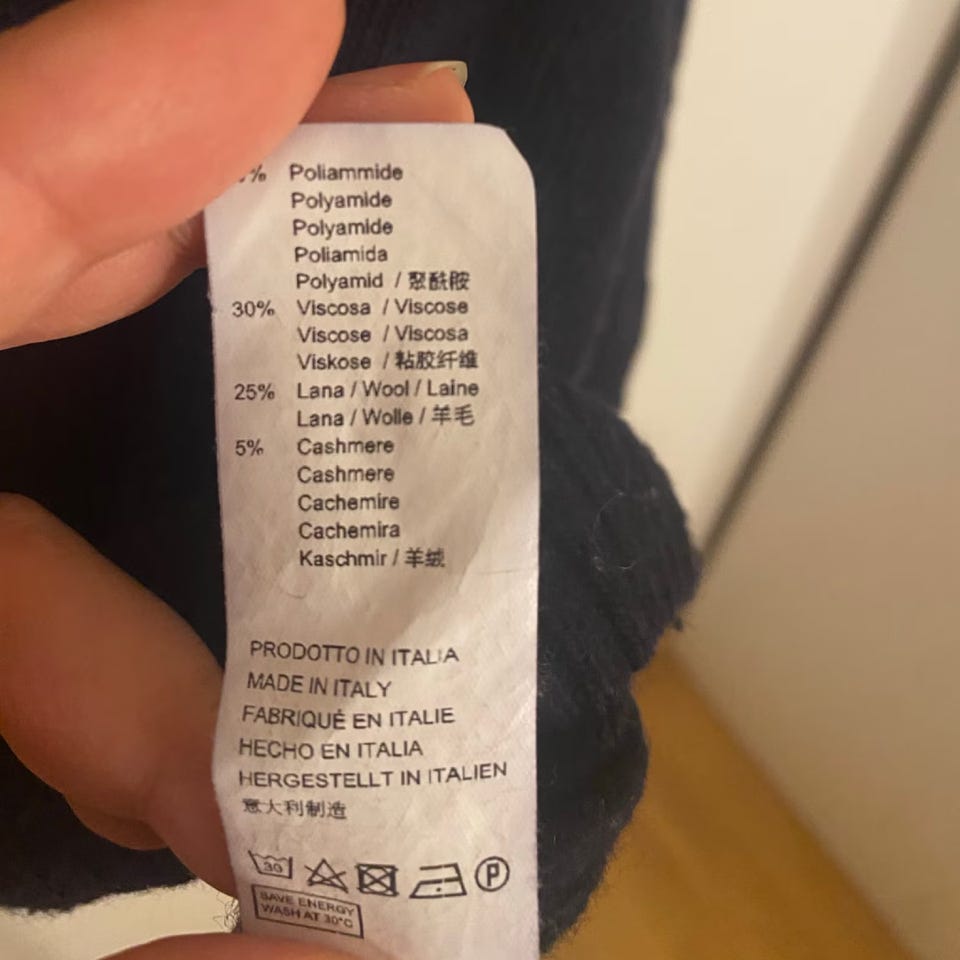 % Poliammide
Polyamide
Polyamide
Poliamida
Polyamid / 聚酰胺
30% Viscosa / Viscose
Viscose / Viscosa
Viskose / 粘胶纤维
25% Lana / Wool / Laine
Lana / Wolle / 羊毛
5% Cashmere
Cashmere
Cachemire
Cachemira
Kaschmir / 羊绒
PRODOTTO IN ITALIA
MADE IN ITALY
FABRIQUÉ EN ITALIE
HECHO EN ITALIA
HERGESTELLT IN ITALIEN
意大利制造
30 P
SAVE ENERGY
WASH AT 30°C